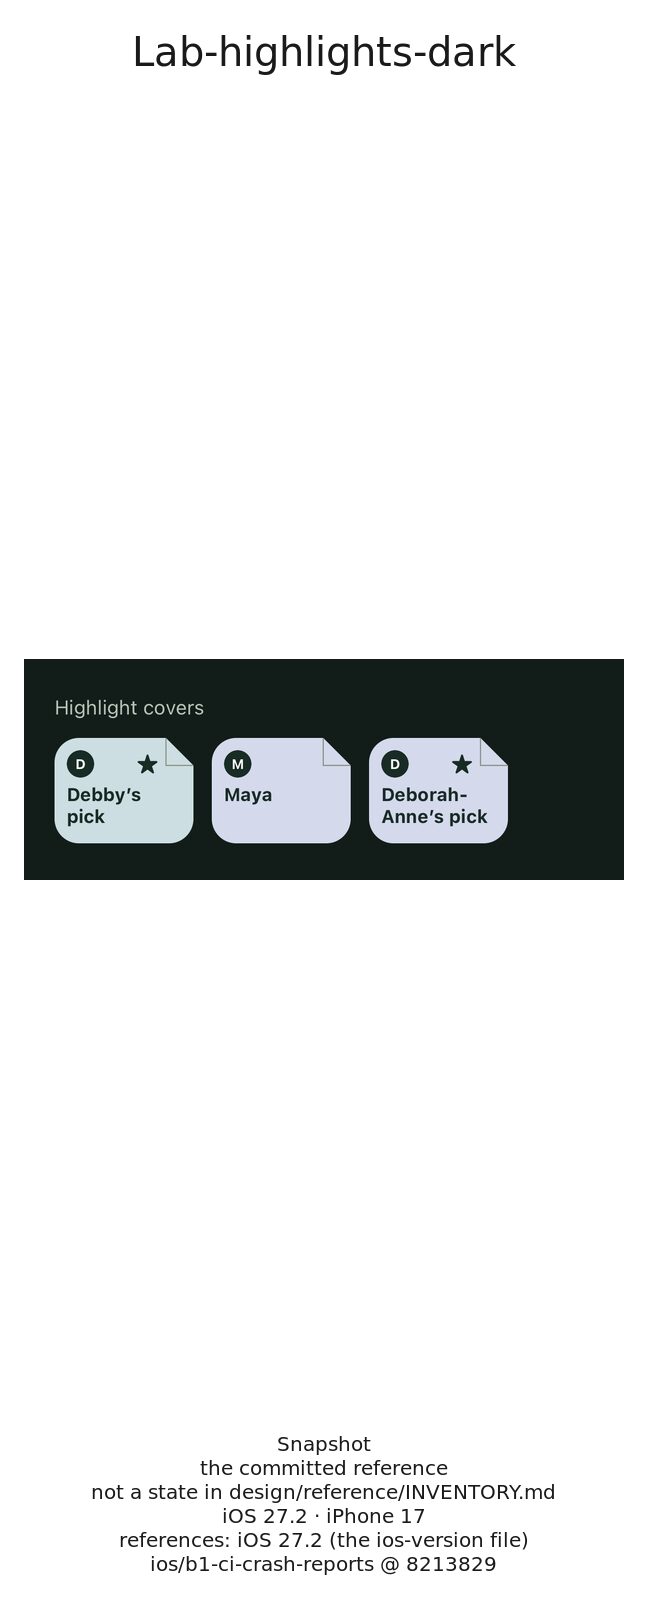 Lab-highlights-dark
Highlight covers
D
Debby’s
pick
M
Maya
D
Deborah-
Anne’s pick
Snapshot
the committed reference
not a state in design/reference/INVENTORY.md
iOS 27.2 · iPhone 17
references: iOS 27.2 (the ios-version file)
ios/b1-ci-crash-reports @ 8213829